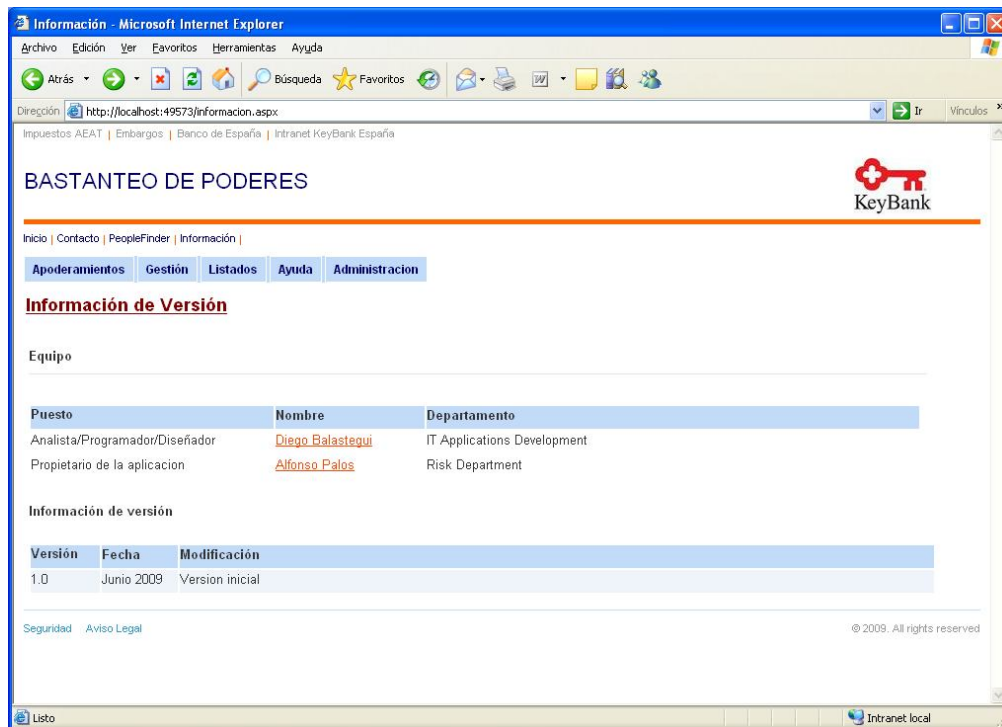 Información - Microsoft Internet Explorer
Archivo Edición Ver Favoritos Herramientas Ayuda
Atrás Búsqueda Favoritos
Dirección http://localhost:49573/informacion.aspx Ir Vínculos »
Impuestos AEAT | Embargos | Banco de España | Intranet KeyBank España
BASTANTEO DE PODERES
KeyBank
Inicio | Contacto | PeopleFinder | Información |
Apoderamientos Gestión Listados Ayuda Administracion
Información de Versión
Equipo
Puesto Nombre Departamento
Analista/Programador/Diseñador Diego Balastegui IT Applications Development
Propietario de la aplicacion Alfonso Palos Risk Department
Información de versión
Versión Fecha Modificación
1.0 Junio 2009 Version inicial
Seguridad Aviso Legal © 2009. All rights reserved
Listo Intranet local